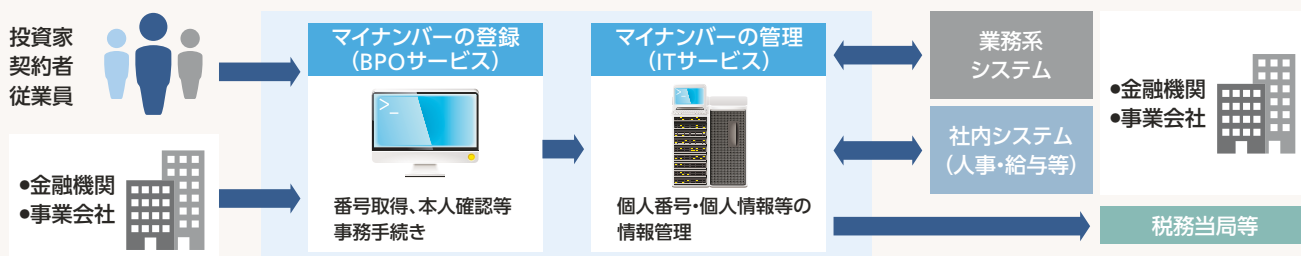 投資家
契約者
従業員
•金融機関
•事業会社
マイナンバーの登録
(BPOサービス)
>_
番号取得、本人確認等
事務手続き
マイナンバーの管理
(ITサービス)
>_
個人番号・個人情報等の
情報管理
業務系
システム
社内システム
(人事・給与等)
•金融機関
•事業会社
税務当局等